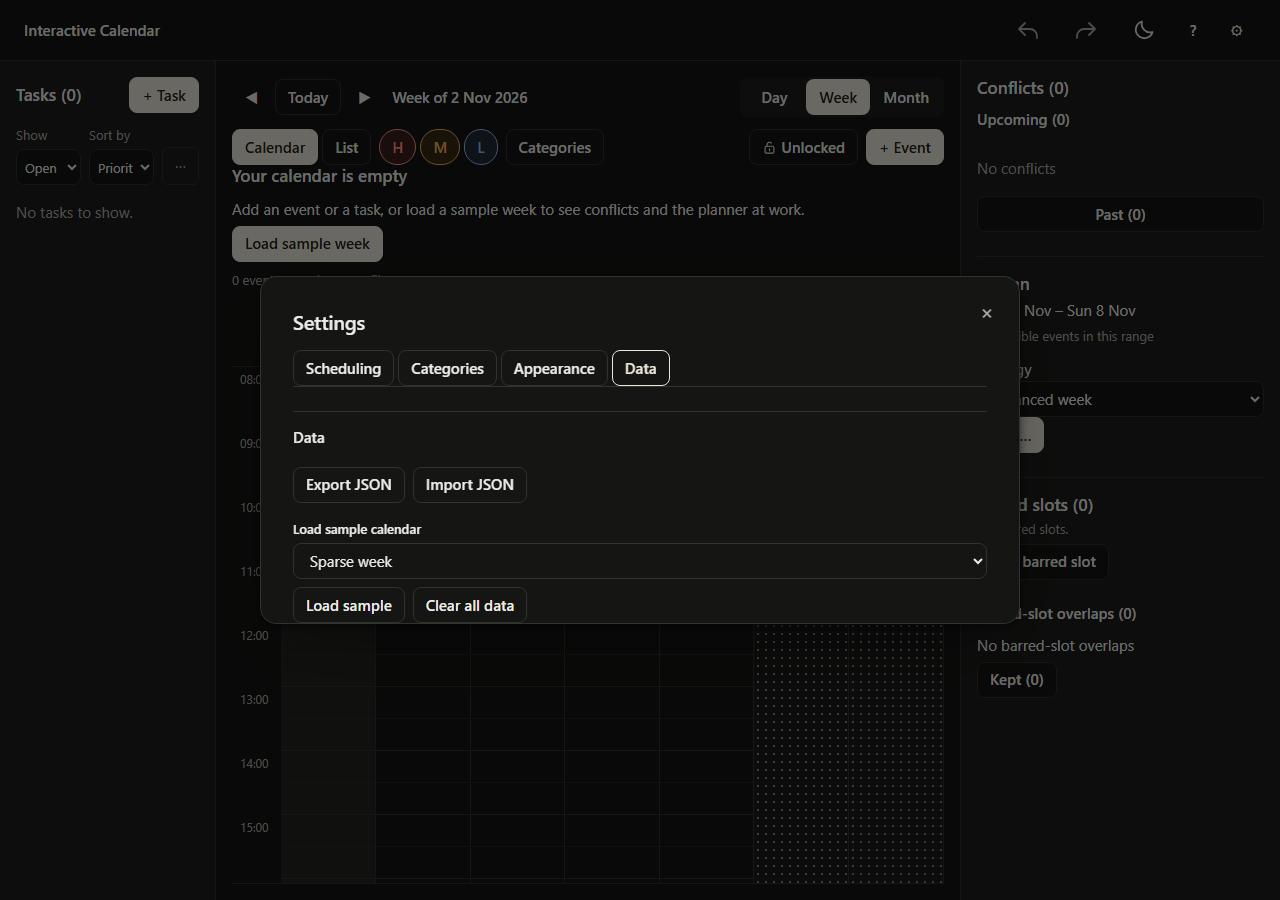 Interactive Calendar
?
Tasks (0)
+ Task
Show
Sort by
Open
Priorit
...
No tasks to show.
Today
Week of 2 Nov 2026
Day
Week
Month
Calendar
List
H
M
L
Categories
Unlocked
+ Event
Your calendar is empty
Add an event or a task, or load a sample week to see conflicts and the planner at work.
Load sample week
0
08:0
09:0
10:0
11:0
12:00
13:00
14:00
15:00
Settings
×
Scheduling
Categories
Appearance
Data
Data
Export JSON
Import JSON
Load sample calendar
Sparse week
Load sample
Clear all data
Conflicts (0)
Upcoming (0)
No conflicts
Past (0)
Nov – Sun 8 Nov
events in this range
week
...
slots (0)
slots.
barred slot
overlaps (0)
No barred-slot overlaps
Kept (0)